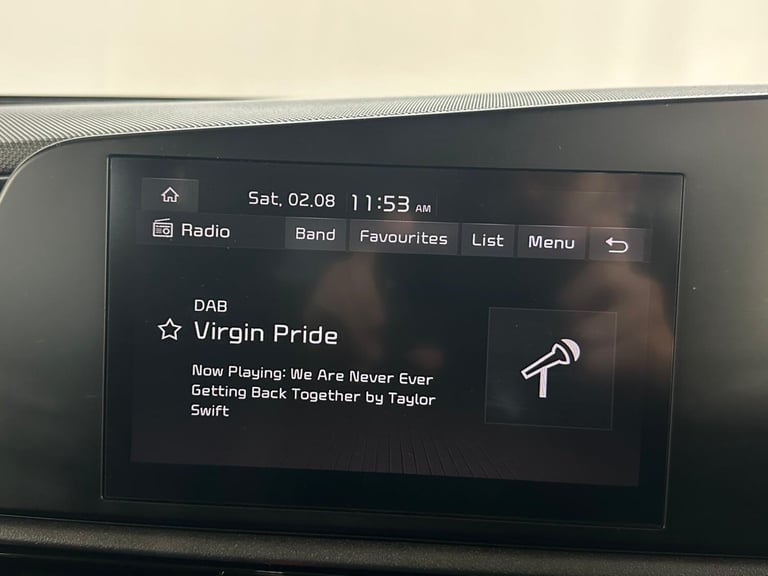 Sat, 02.08 11:53 AM
Radio Band Favourites List Menu
DAB
Virgin Pride
Now Playing: We Are Never Ever
Getting Back Together by Taylor
Swift